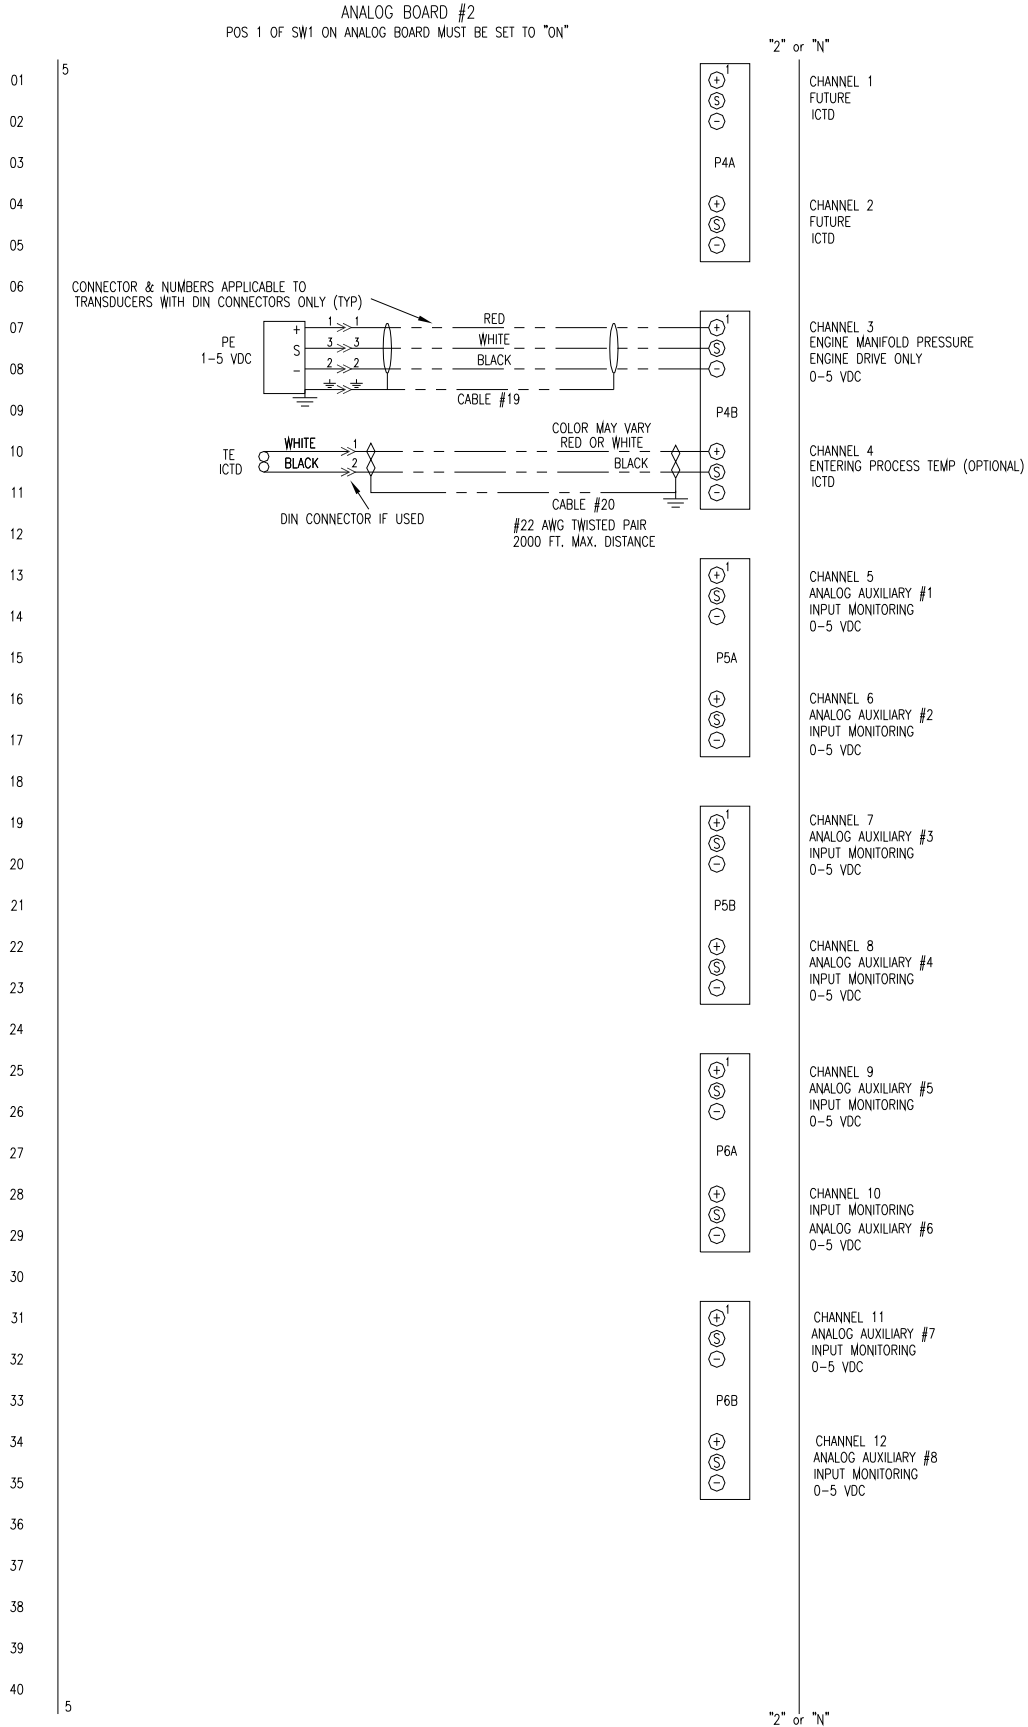 ANALOG BOARD #2
POS 1 OF SW1 ON ANALOG BOARD MUST BE SET TO "ON"
"2" or "N"
5
01
1
+
CHANNEL 1
FUTURE
ICTD
S
02
-
03
P4A
04
+
CHANNEL 2
FUTURE
ICTD
S
05
-
06
CONNECTOR & NUMBERS APPLICABLE TO
TRANSDUCERS WITH DIN CONNECTORS ONLY (TYP)
07
PE
1-5 VDC
+ 1 1 RED + 1
S 3 3 WHITE S
08
- 2 2 BLACK -
CHANNEL 3
ENGINE MANIFOLD PRESSURE
ENGINE DRIVE ONLY
0-5 VDC
CABLE #19
09
P4B
COLOR MAY VARY
RED OR WHITE
10
TE
ICTD
WHITE 1 +
BLACK 2 BLACK S
CHANNEL 4
ENTERING PROCESS TEMP (OPTIONAL)
ICTD
11
-
CABLE #20
DIN CONNECTOR IF USED
#22 AWG TWISTED PAIR
2000 FT. MAX. DISTANCE
12
13
1
+
CHANNEL 5
ANALOG AUXILIARY #1
INPUT MONITORING
0-5 VDC
S
14
-
15
P5A
16
+
CHANNEL 6
ANALOG AUXILIARY #2
INPUT MONITORING
0-5 VDC
S
17
-
18
19
1
+
CHANNEL 7
ANALOG AUXILIARY #3
INPUT MONITORING
0-5 VDC
S
20
-
21
P5B
22
+
CHANNEL 8
ANALOG AUXILIARY #4
INPUT MONITORING
0-5 VDC
S
23
-
24
25
1
+
CHANNEL 9
ANALOG AUXILIARY #5
INPUT MONITORING
0-5 VDC
S
26
-
27
P6A
28
+
CHANNEL 10
INPUT MONITORING
ANALOG AUXILIARY #6
0-5 VDC
S
29
-
30
31
1
+
CHANNEL 11
ANALOG AUXILIARY #7
INPUT MONITORING
0-5 VDC
S
32
-
33
P6B
34
+
CHANNEL 12
ANALOG AUXILIARY #8
INPUT MONITORING
0-5 VDC
S
35
-
36
37
38
39
40
5
"2" or "N"